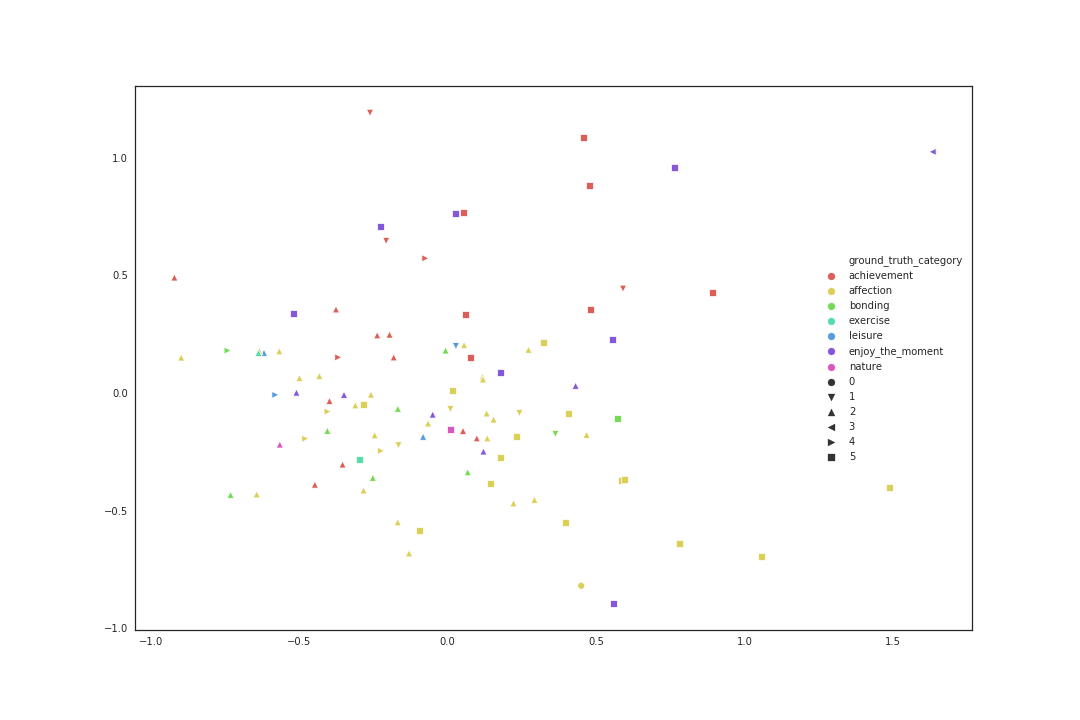 1.0
0.5
0.0
−0.5
−1.0
−1.0
−0.5
0.0
0.5
1.0
1.5
ground_truth_category
achievement
affection
bonding
exercise
leisure
enjoy_the_moment
nature
0
1
2
3
4
5